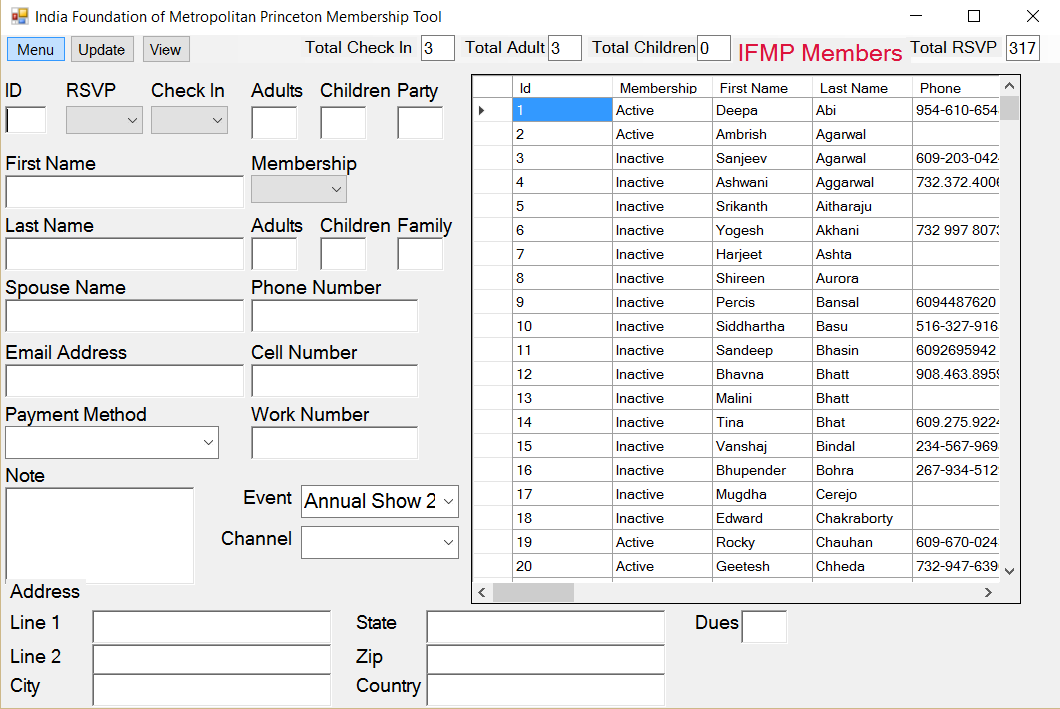 India Foundation of Metropolitan Princeton Membership Tool
Menu Update View Total Check In 3 Total Adult 3 Total Children 0 IFMP Members Total RSVP 317
ID RSVP Check In Adults Children Party
First Name Membership
Last Name Adults Children Family
Spouse Name Phone Number
Email Address Cell Number
Payment Method Work Number
Note
Event Annual Show 2
Channel
Id Membership First Name Last Name Phone
1 Active Deepa Abi 954-610-654
2 Active Ambrish Agarwal
3 Inactive Sanjeev Agarwal 609-203-042
4 Inactive Ashwani Aggarwal 732.372.4006
5 Inactive Srikanth Aitharaju
6 Inactive Yogesh Akhani 732 997 8073
7 Inactive Harjeet Ashta
8 Inactive Shireen Aurora
9 Inactive Percis Bansal 6094487620
10 Inactive Siddhartha Basu 516-327-916
11 Inactive Sandeep Bhasin 6092695942
12 Inactive Bhavna Bhatt 908.463.8959
13 Inactive Malini Bhatt
14 Inactive Tina Bhat 609.275.9224
15 Inactive Vanshaj Bindal 234-567-969
16 Inactive Bhupender Bohra 267-934-512
17 Inactive Mugdha Cerejo
18 Inactive Edward Chakraborty
19 Active Rocky Chauhan 609-670-024
20 Active Geetesh Chheda 732-947-639
Address
Line 1 State Dues
Line 2 Zip
City Country